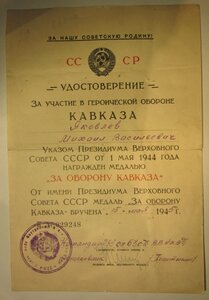 ЗА НАШУ СОВЕТСКУЮ РОДИНУ!
СС СР
УДОСТОВЕРЕНИЕ
ЗА УЧАСТИЕ В ГЕРОИЧЕСКОЙ ОБОРОНЕ
КАВКАЗА
Яковлев
Михаил Васильевич
УКАЗОМ ПРЕЗИДИУМА ВЕРХОВНОГО
СОВЕТА СССР ОТ 1 МАЯ 1944 ГОДА
НАГРАЖДЕН МЕДАЛЬЮ
„ЗА ОБОРОНУ КАВКАЗА“
ОТ ИМЕНИ ПРЕЗИДИУМА ВЕРХОВНОГО
СОВЕТА СССР МЕДАЛЬ „ЗА ОБОРОНУ
КАВКАЗА“ ВРУЧЕНА